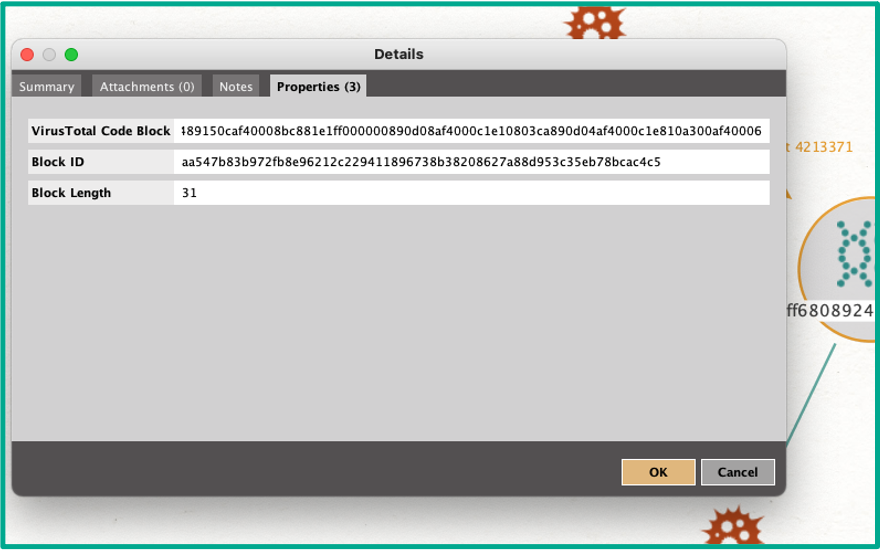 Details
Summary
Attachments (0)
Notes
Properties (3)
VirusTotal Code Block 489150caf40008bc881e1ff000000890d08af4000c1e10803ca890d04af4000c1e810a300af40006
Block ID aa547b83b972fb8e96212c229411896738b38208627a88d953c35eb78bcac4c5
Block Length 31
t 4213371
ff6808924
OK
Cancel